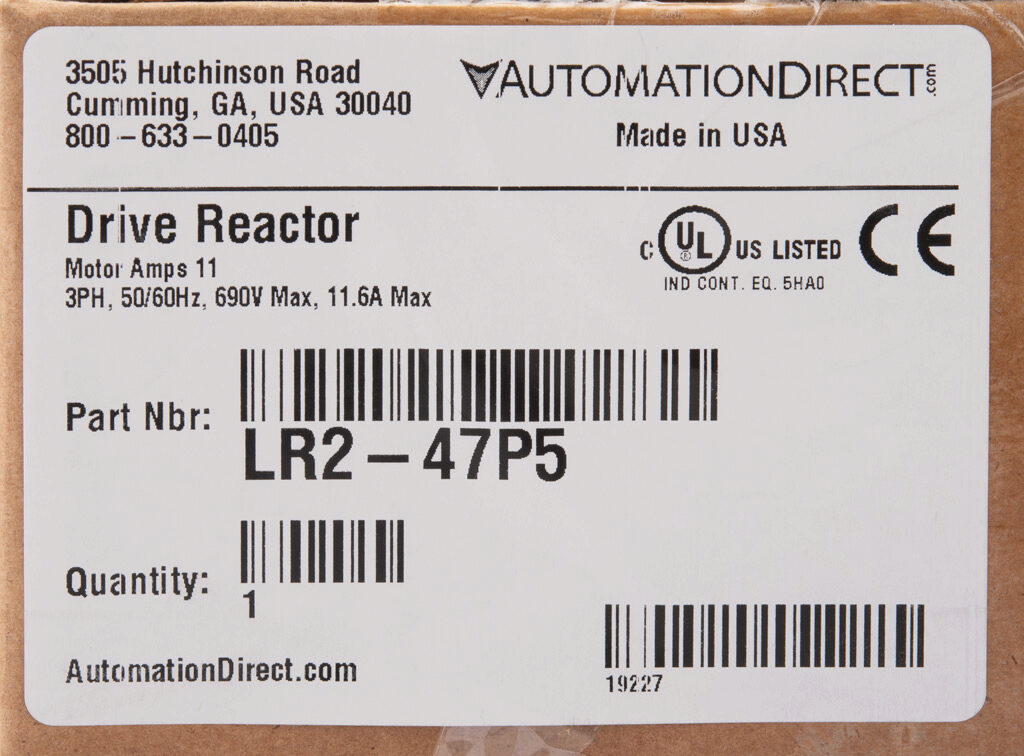 3505 Hutchinson Road
Cumming, GA, USA 30040
800-633-0405
AUTOMATIONDIRECT.com
Made in USA
Drive Reactor
Motor Amps 11
3PH, 50/60Hz, 690V Max, 11.6A Max
C UL® US LISTED CE
IND CONT. EQ. 5HA0
Part Nbr:
LR2-47P5
Quantity:
1
AutomationDirect.com
19227